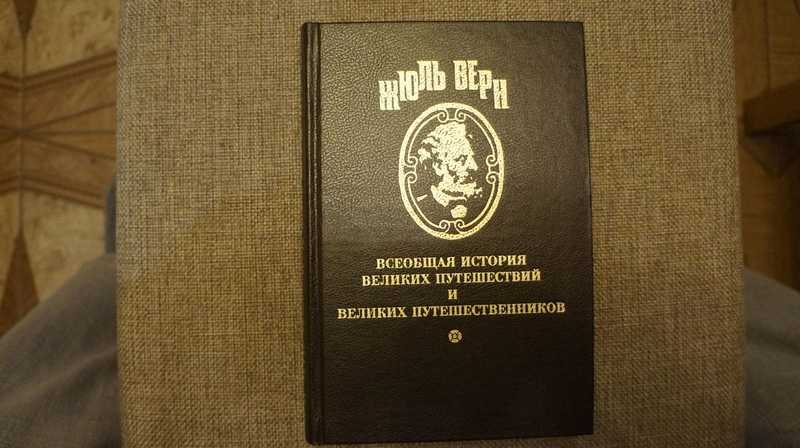 ЖЮЛЬ ВЕРН
ВСЕОБЩАЯ ИСТОРИЯ
ВЕЛИКИХ ПУТЕШЕСТВИЙ
И
ВЕЛИКИХ ПУТЕШЕСТВЕННИКОВ